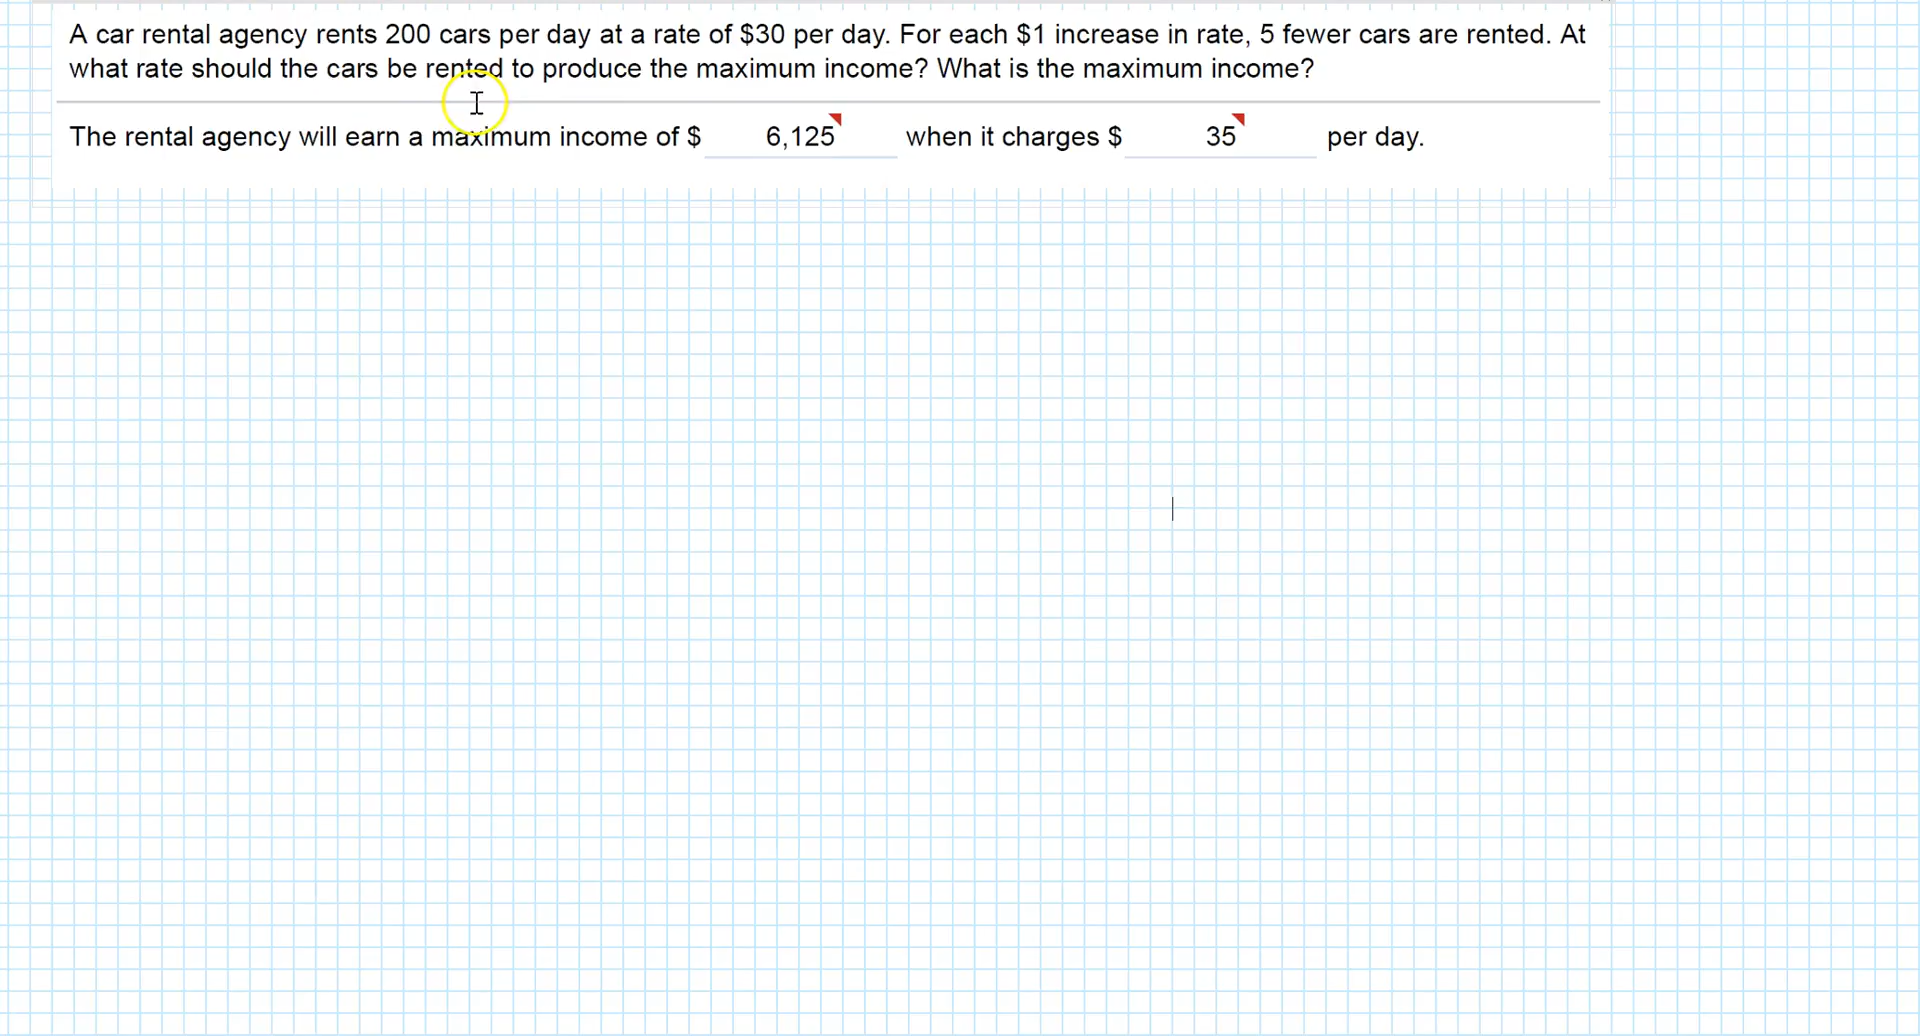 A car rental agency rents 200 cars per day at a rate of $30 per day. For each $1 increase in rate, 5 fewer cars are rented. At
what rate should the cars be rented to produce the maximum income? What is the maximum income?
The rental agency will earn a maximum income of $ 6,125 when it charges $ 35 per day.